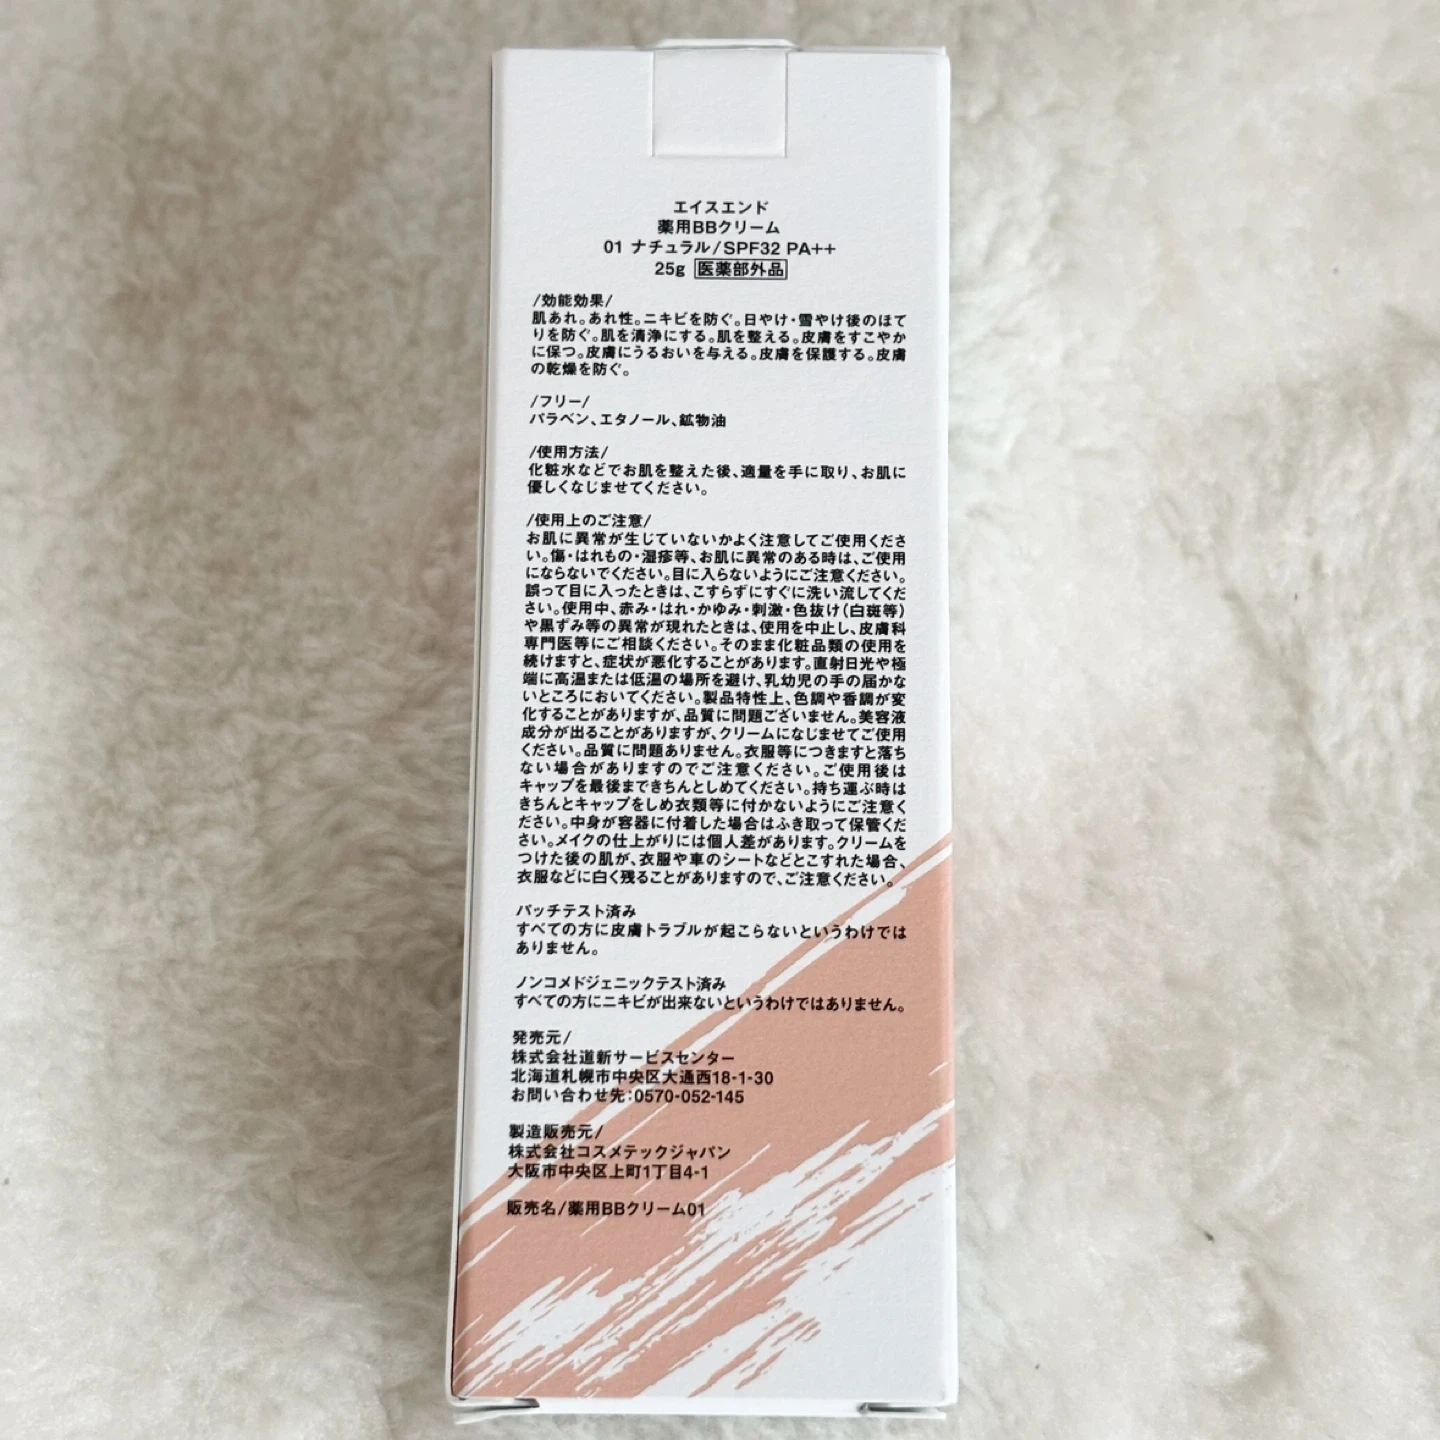 エイスエンド
薬用BBクリーム
01 ナチュラル/SPF32 PA++
25g 医薬部外品
/効能効果/
肌あれ。あれ性。ニキビを防ぐ。日やけ・雪やけ後のほて
りを防ぐ。肌を清浄にする。肌を整える。皮膚をすこやか
に保つ。皮膚にうるおいを与える。皮膚を保護する。皮膚
の乾燥を防ぐ。
/フリー/
パラベン、エタノール、鉱物油
/使用方法/
化粧水などでお肌を整えた後、適量を手に取り、お肌に
優しくなじませてください。
/使用上のご注意/
お肌に異常が生じていないかよく注意してご使用くださ
い。傷・はれもの・湿疹等、お肌に異常のある時は、ご使用
にならないでください。目に入らないようにご注意ください。
誤って目に入ったときは、こすらずにすぐに洗い流してくだ
さい。使用中、赤み・はれ・かゆみ・刺激・色抜け(白斑等)
や黒ずみ等の異常が現れたときは、使用を中止し、皮膚科
専門医等にご相談ください。そのまま化粧品類の使用を
続けますと、症状が悪化することがあります。直射日光や極
端に高温または低温の場所を避け、乳幼児の手の届かな
いところにおいてください。製品特性上、色調や香調が変
化することがありますが、品質に問題ございません。美容液
成分が出ることがありますが、クリームになじませてご使用
ください。品質に問題ありません。衣服等につきますと落ち
ない場合がありますのでご注意ください。ご使用後は
キャップを最後まできちんとしめてください。持ち運ぶ時は
きちんとキャップをしめ衣類等に付かないようにご注意く
ださい。中身が容器に付着した場合はふき取って保管くだ
さい。メイクの仕上がりには個人差があります。クリームを
つけた後の肌が、衣服や車のシートなどとこすれた場合、
衣服などに白く残ることがありますので、ご注意ください。
パッチテスト済み
すべての方に皮膚トラブルが起こらないというわけでは
ありません。
ノンコメドジェニックテスト済み
すべての方にニキビが出来ないというわけではありません。
発売元/
株式会社道新サービスセンター
北海道札幌市中央区大通西18-1-30
お問い合わせ先:0570-052-145
製造販売元/
株式会社コスメテックジャパン
大阪市中央区上町1丁目4-1
販売名/薬用BBクリーム01